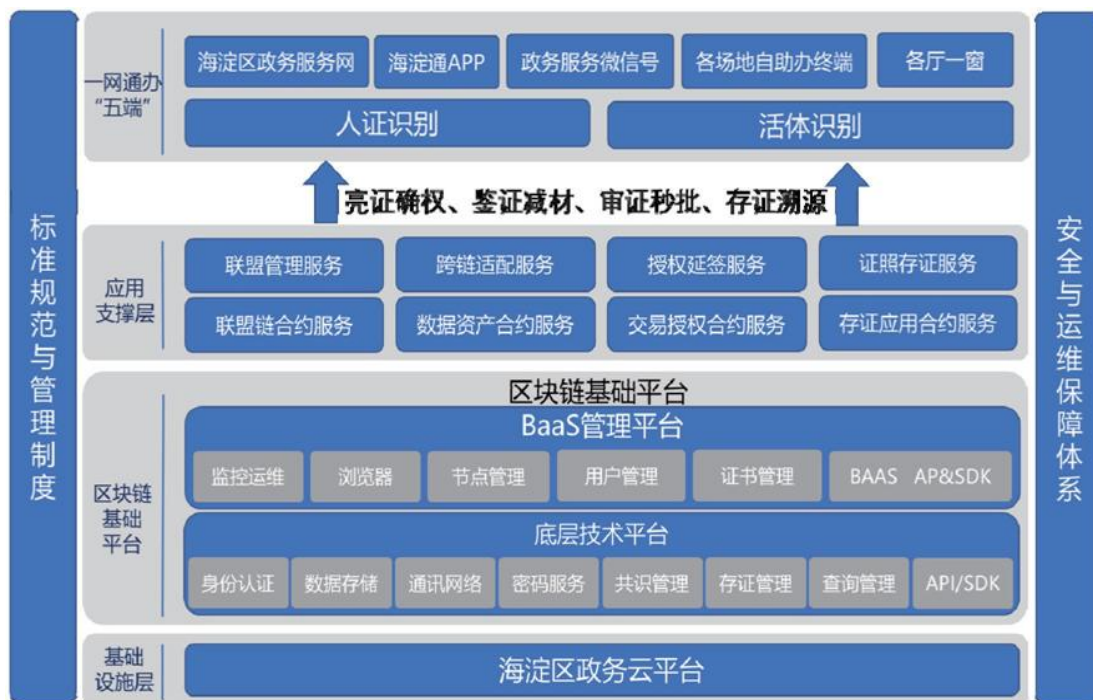 标准规范与管理制度
一网通办
“五端”
海淀区政务服务网
海淀通APP
政务服务微信号
各场地自助办终端
各厅一窗
人证识别
活体识别
亮证确权、鉴证减材、审证秒批、存证溯源
应用
支撑层
联盟管理服务
跨链适配服务
授权延签服务
证照存证服务
联盟链合约服务
数据资产合约服务
交易授权合约服务
存证应用合约服务
区块链
基础
平台
区块链基础平台
BaaS管理平台
监控运维
浏览器
节点管理
用户管理
证书管理
BAAS AP&SDK
底层技术平台
身份认证
数据存储
通讯网络
密码服务
共识管理
存证管理
查询管理
API/SDK
基础
设施层
海淀区政务云平台
安全与运维保障体系